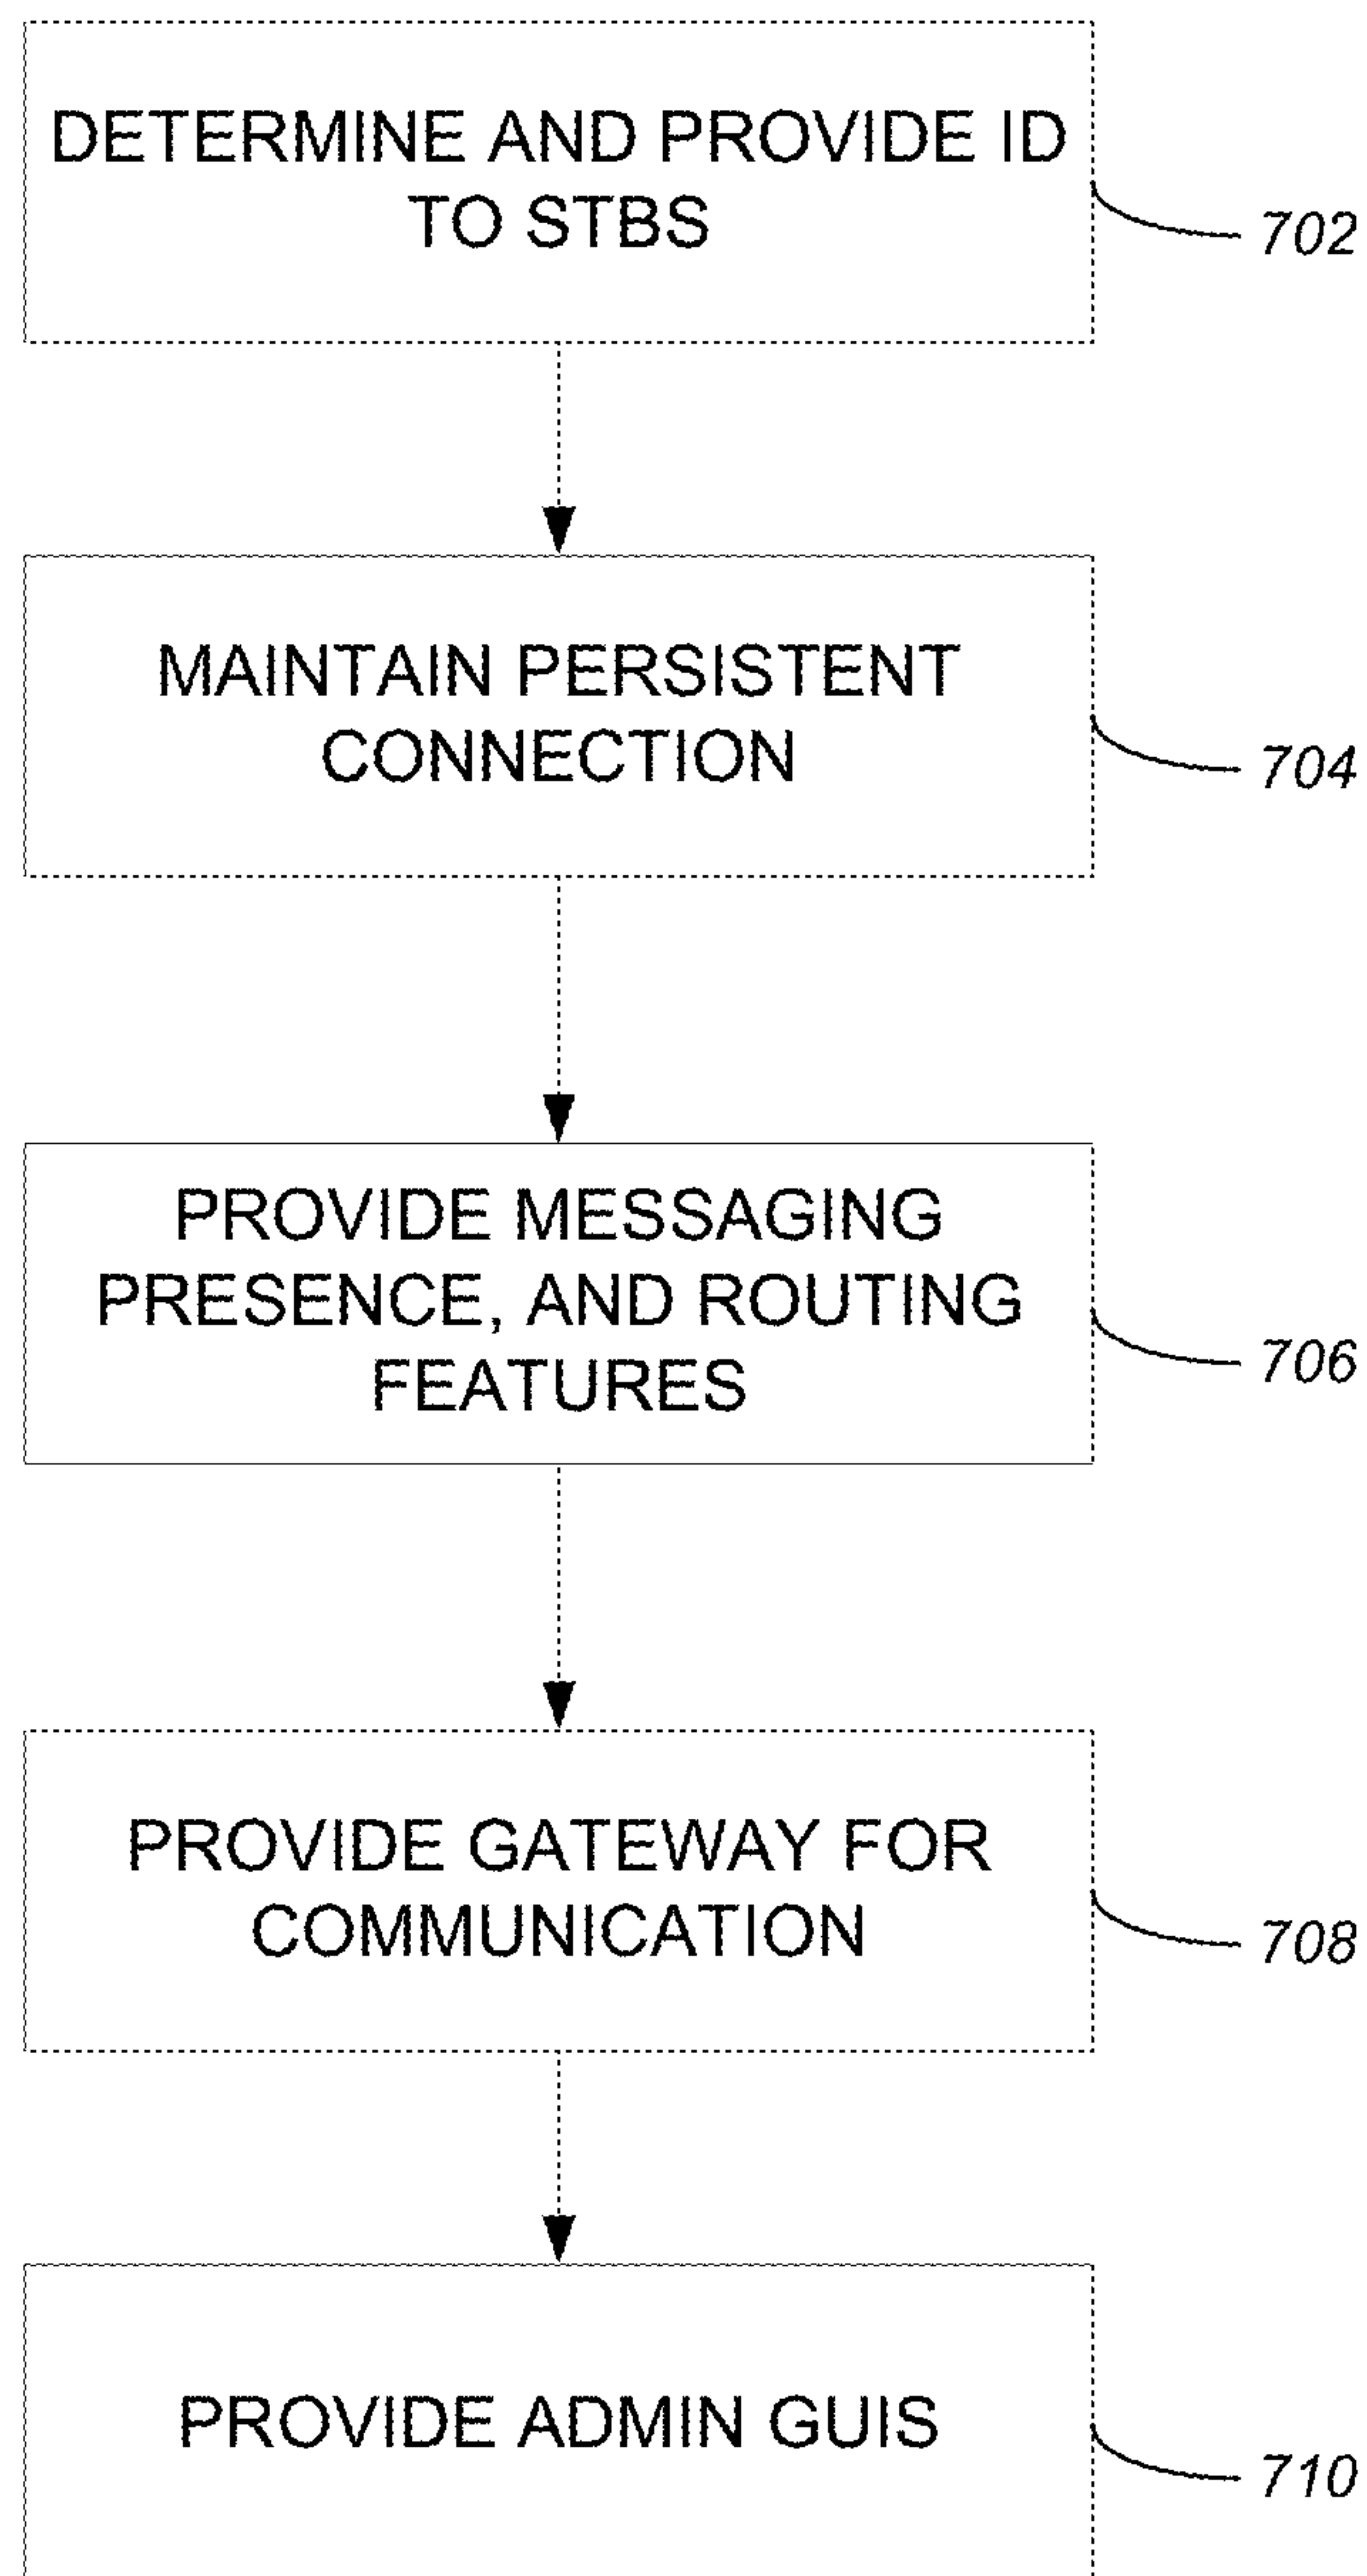 DETERMINE AND PROVIDE ID
TO STBS
702
MAINTAIN PERSISTENT
CONNECTION
704
PROVIDE MESSAGING
PRESENCE, AND ROUTING
FEATURES
706
PROVIDE GATEWAY FOR
COMMUNICATION
708
PROVIDE ADMIN GUIS
710